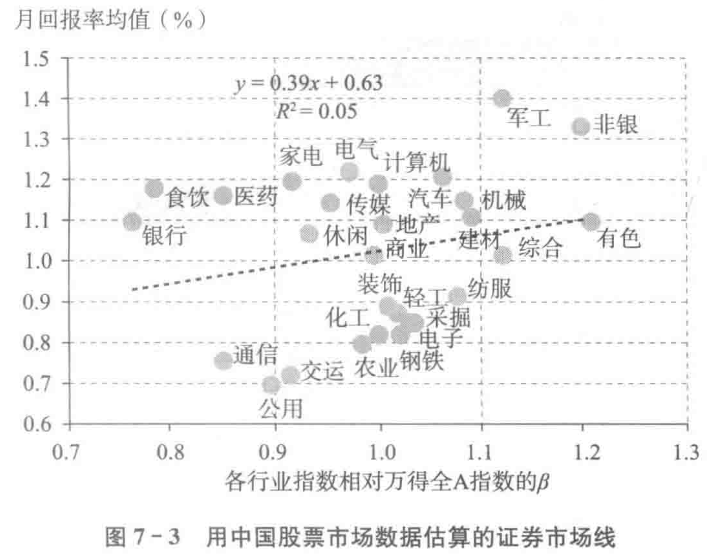 月回报率均值（%）
1.5
1.4
1.3
1.2
1.1
1.0
0.9
0.8
0.7
0.6
y = 0.39x + 0.63
R² = 0.05
军工
非银
家电
电气
计算机
食饮
医药
传媒
汽车
机械
银行
休闲
地产
商业
建材
综合
有色
装饰
轻工
纺服
化工
采掘
电子
通信
交运
农业
钢铁
公用
0.7 0.8 0.9 1.0 1.1 1.2 1.3
各行业指数相对万得全A指数的β
图 7-3 用中国股票市场数据估算的证券市场线